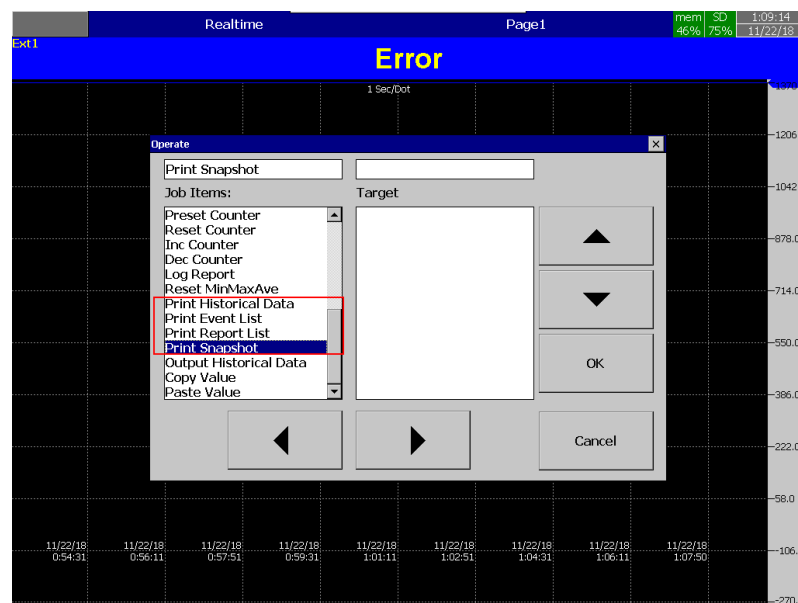 Realtime
Page1
mem SD 1:09:14
46% 75% 11/22/18
Ext1
Error
1 Sec/Dot
1206
Operate
Print Snapshot
Job Items: Target
1042
Preset Counter
Reset Counter
Inc Counter
Dec Counter
878.0
Log Report
Reset MinMaxAve
714.0
Print Historical Data
Print Event List
Print Report List
Print Snapshot
550.0
Output Historical Data
OK
Copy Value
Paste Value
386.0
Cancel
222.0
58.0
11/22/18 11/22/18 11/22/18 11/22/18 11/22/18 11/22/18 11/22/18 11/22/18 11/22/18
0:54:31 0:56:11 0:57:51 0:59:31 1:01:11 1:02:51 1:04:31 1:06:11 1:07:50
-106.
-270.